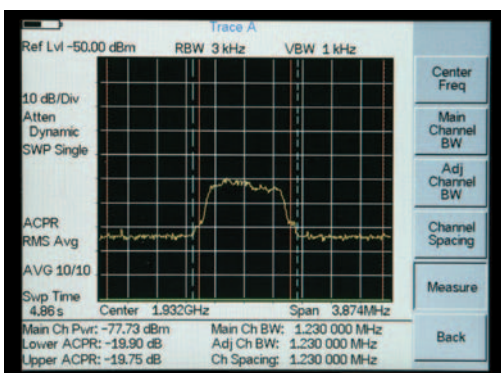 Trace A
Ref Lvl -50.00 dBm RBW 3 kHz VBW 1 kHz
10 dB/Div
Atten
Dynamic
SWP Single
ACPR
RMS Avg
AVG 10/10
Swp Time
4.86 s Center 1.932GHz Span 3.874MHz
Main Ch Pwr: -77.73 dBm Main Ch BW: 1.230 000 MHz
Lower ACPR: -19.90 dB Adj Ch BW: 1.230 000 MHz
Upper ACPR: -19.75 dB Ch Spacing: 1.230 000 MHz
Center
Freq
Main
Channel
BW
Adj
Channel
BW
Channel
Spacing
Measure
Back